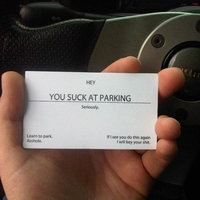 HEY
YOU SUCK AT PARKING
Seriously.
Learn to park,
Asshole.
If I see you do this again
I will key your shit.